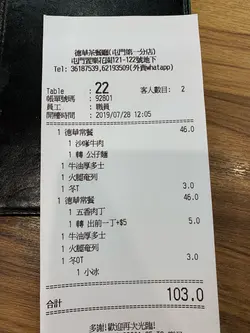 德華茶餐廳(屯門第一分店)
屯門置樂花園121-122號地下
Tel: 36187539,62193509(外賣whatapp)
Table : 22 客人數目: 2
帳單號碼 : 92801
員工 : 職員
開檯時間 : 2019/07/28 12:05
1 德華常餐 46.0
1 沙嗲牛肉
1 轉 公仔麵
1 牛油厚多士
1 火腿奄列
1 冬T 3.0
1 德華常餐 46.0
1 五香肉丁
1 轉 出前一丁+$5 5.0
1 牛油厚多士
1 火腿奄列
1 冬OT 3.0
1 小冰
合計 103.0
多謝!歡迎再次光臨!